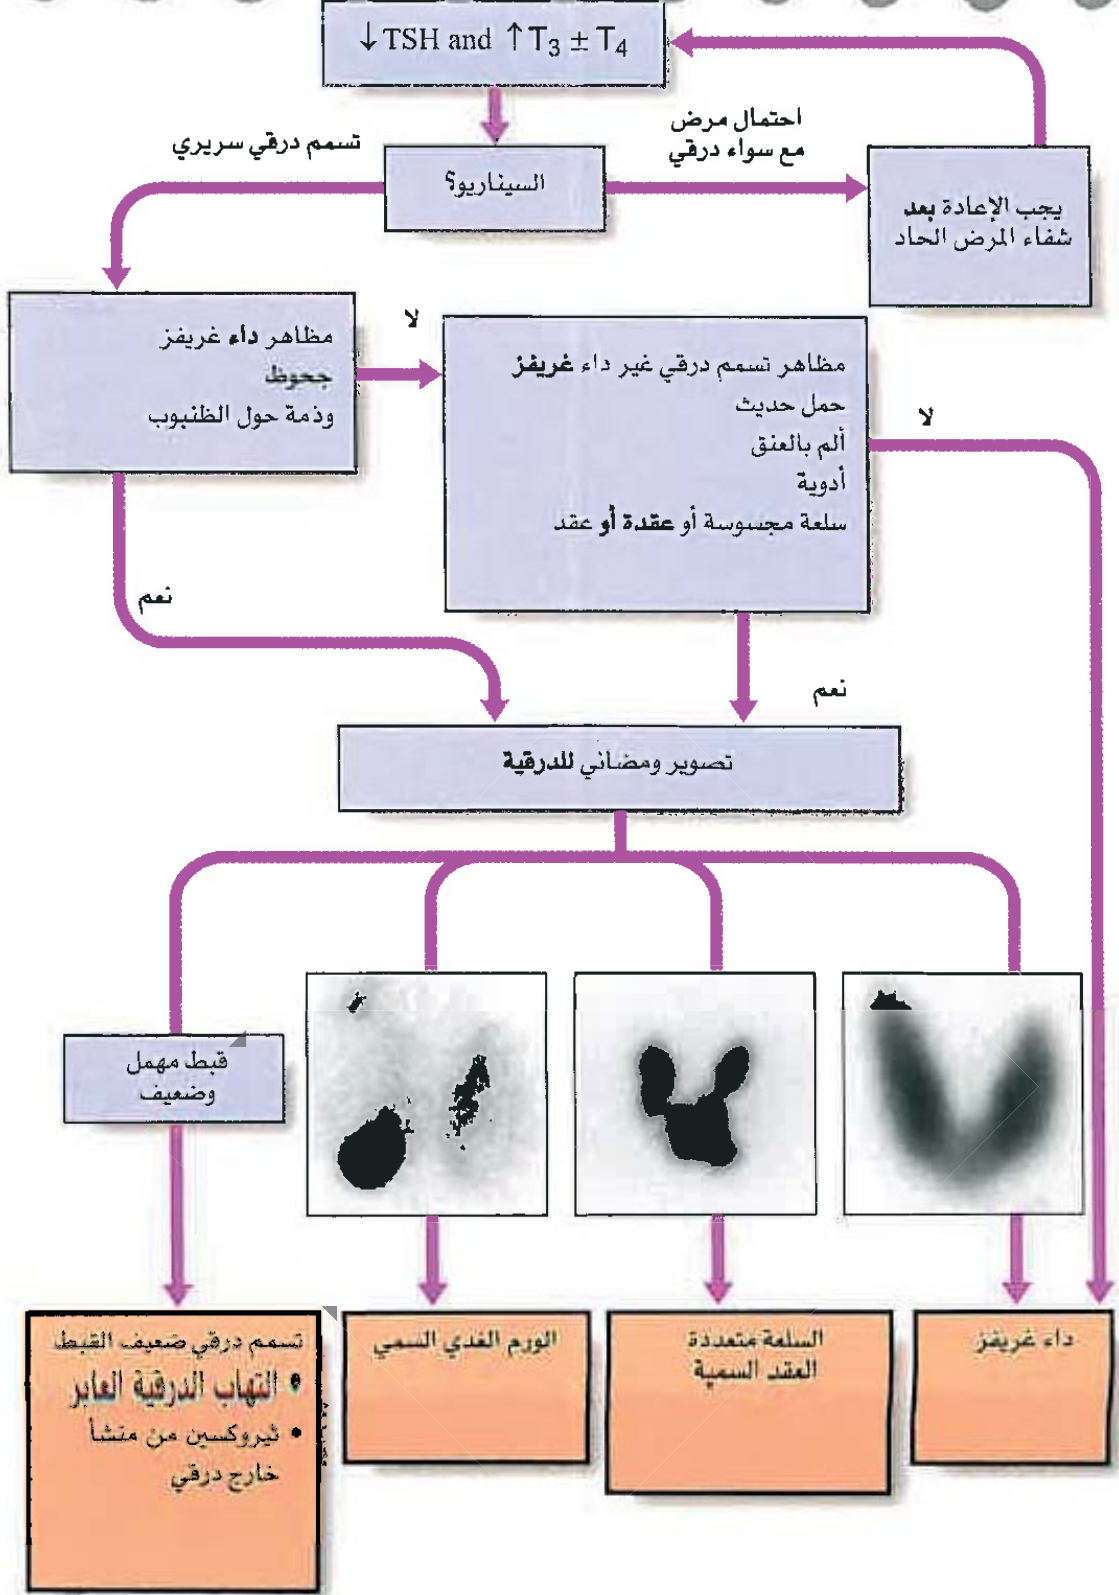 ↓TSH and ↑T₃ ± T₄
احتمال مرض
مع سواء درقي
تسمم درقي سريري
السيناريو؟
يجب الإعادة بعد
شفاء المرض الحاد
مظاهر داء غريفز
جحوظ
وذمة حول الظنبوب
لا
مظاهر تسمم درقي غير داء غريفز
حمل حديث
ألم بالعنق
أدوية
سلعة مجسوسة أو عقدة أو عقد
لا
نعم
نعم
تصوير ومضاني للدرقية
قبط مهمل
وضعيف
داء غريفز
السلعة متعددة
العقد السمية
الورم الغدي السمي
تسمم درقي ضعيف القبط
• التهاب الدرقية العابر
• ثيروكسين من منشأ
خارج درقي